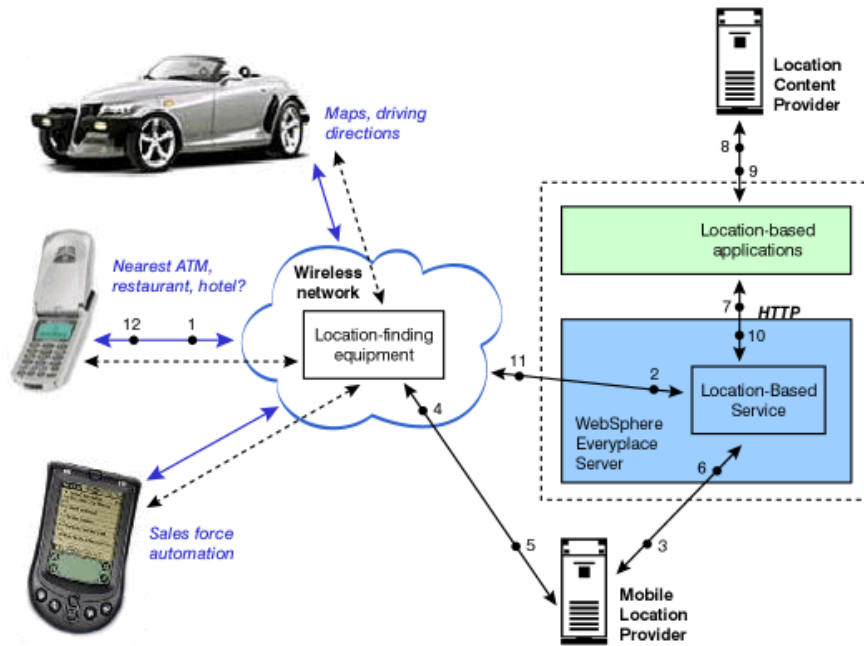 Location
Content
Provider
Maps, driving
directions
8
9
Location-based
applications
Nearest ATM,
restaurant, hotel?
Wireless
network
7
HTTP
10
12
1
Location-finding
equipment
11
2
Location-Based
Service
4
WebSphere
Everyplace
Server
6
Sales force
automation
5
3
Mobile
Location
Provider